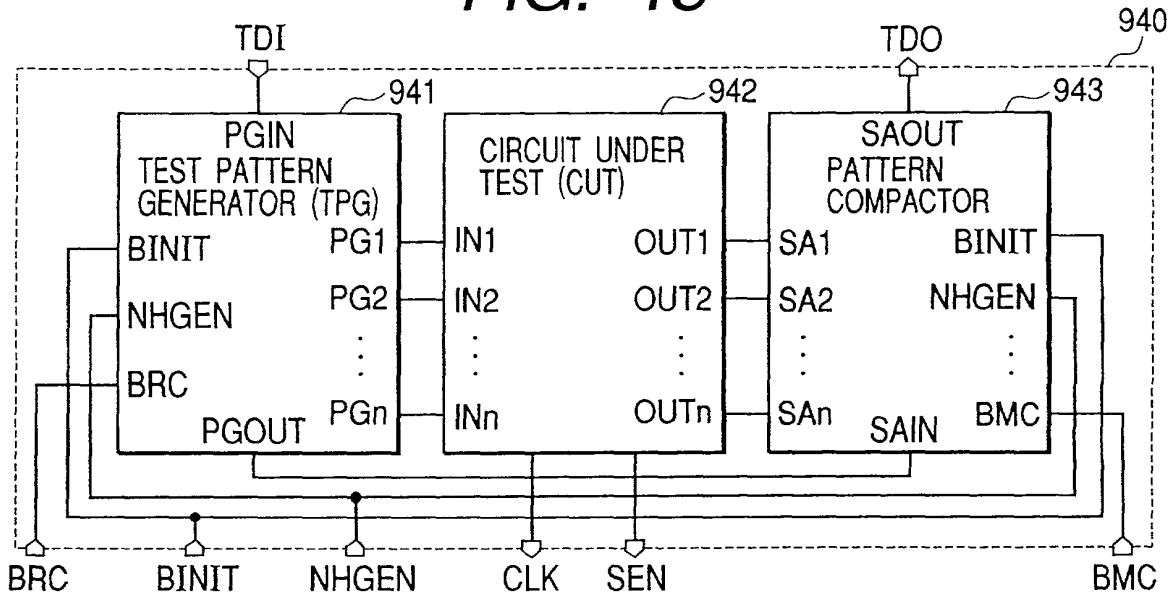 FIG.
TDI
TDO
940
941
942
943
PGIN
TEST PATTERN
GENERATOR (TPG)
BINIT
NHGEN
BRC
PGOUT
PG1
PG2
PGn
CIRCUIT UNDER
TEST (CUT)
IN1
IN2
INn
OUT1
OUT2
OUTn
SAOUT
PATTERN
COMPACTOR
SA1
SA2
SAn
SAIN
BINIT
NHGEN
BMC
BRC
BINIT
NHGEN
CLK
SEN
BMC